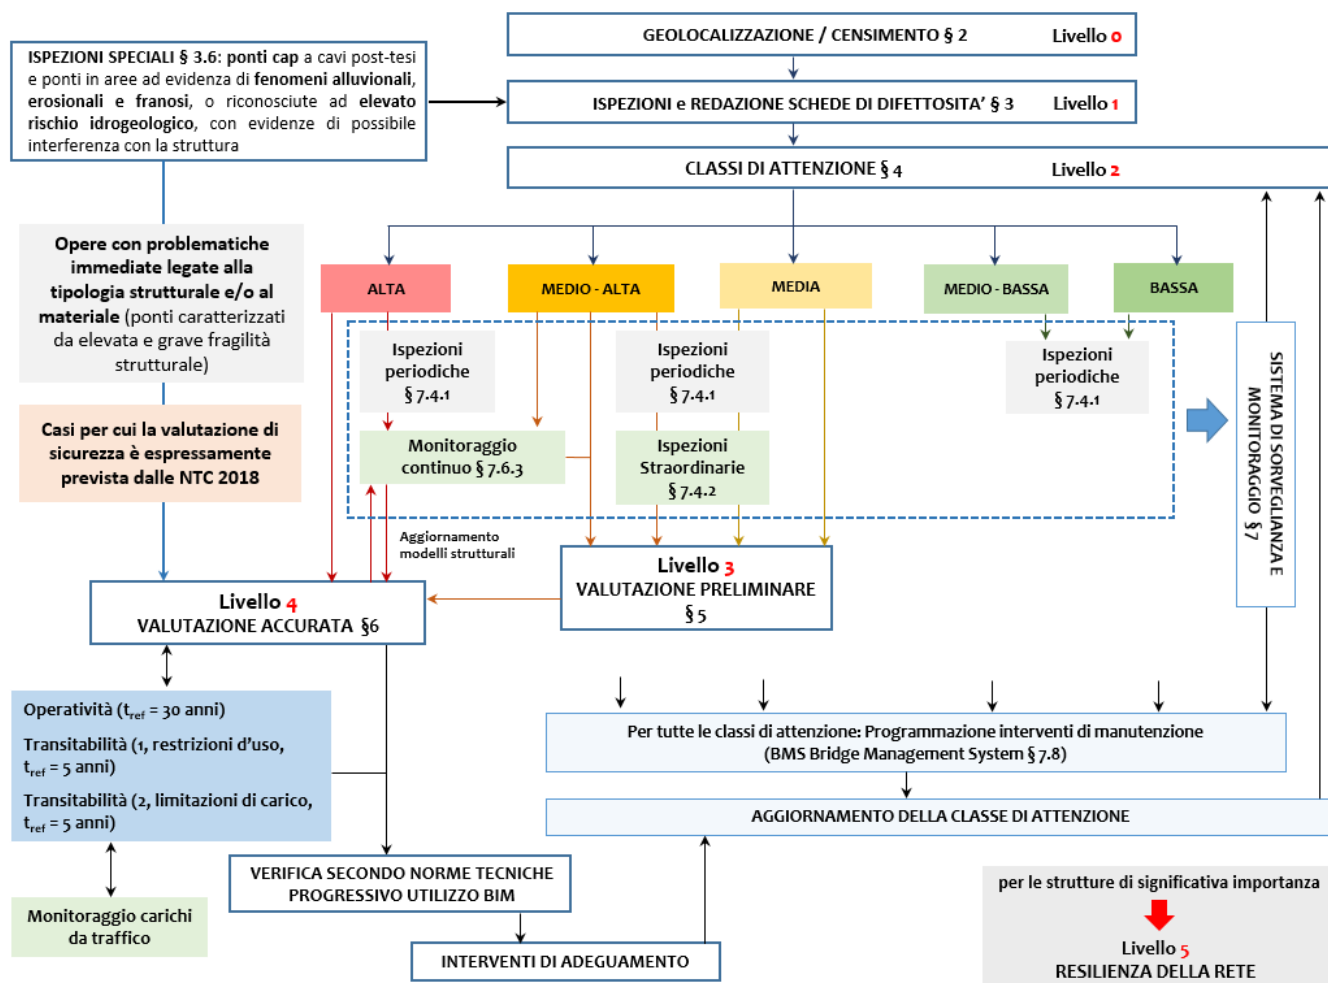 GEOLOCALIZZAZIONE / CENSIMENTO § 2 Livello 0
ISPEZIONI SPECIALI § 3.6: ponti cap a cavi post-tesi
e ponti in aree ad evidenza di fenomeni alluvionali,
erosionali e franosi, o riconosciute ad elevato
rischio idrogeologico, con evidenze di possibile
interferenza con la struttura
ISPEZIONI e REDAZIONE SCHEDE DI DIFETTOSITA’ § 3 Livello 1
CLASSI DI ATTENZIONE § 4 Livello 2
Opere con problematiche
immediate legate alla
tipologia strutturale e/o al
materiale (ponti caratterizzati
da elevata e grave fragilità
strutturale)
Casi per cui la valutazione di
sicurezza è espressamente
prevista dalle NTC 2018
ALTA
MEDIO - ALTA
MEDIA
MEDIO - BASSA
BASSA
Ispezioni
periodiche
§ 7.4.1
Ispezioni
periodiche
§ 7.4.1
Ispezioni
periodiche
§ 7.4.1
Monitoraggio
continuo § 7.6.3
Ispezioni
Straordinarie
§ 7.4.2
SISTEMA DI SORVEGLIANZA E
MONITORAGGIO §7
Aggiornamento
modelli strutturali
Livello 3
VALUTAZIONE PRELIMINARE
§ 5
Livello 4
VALUTAZIONE ACCURATA §6
Operatività (tref = 30 anni)
Transitabilità (1, restrizioni d’uso,
tref = 5 anni)
Transitabilità (2, limitazioni di carico,
tref = 5 anni)
Per tutte le classi di attenzione: Programmazione interventi di manutenzione
(BMS Bridge Management System § 7.8)
AGGIORNAMENTO DELLA CLASSE DI ATTENZIONE
VERIFICA SECONDO NORME TECNICHE
PROGRESSIVO UTILIZZO BIM
Monitoraggio carichi
da traffico
INTERVENTI DI ADEGUAMENTO
per le strutture di significativa importanza
Livello 5
RESILIENZA DELLA RETE